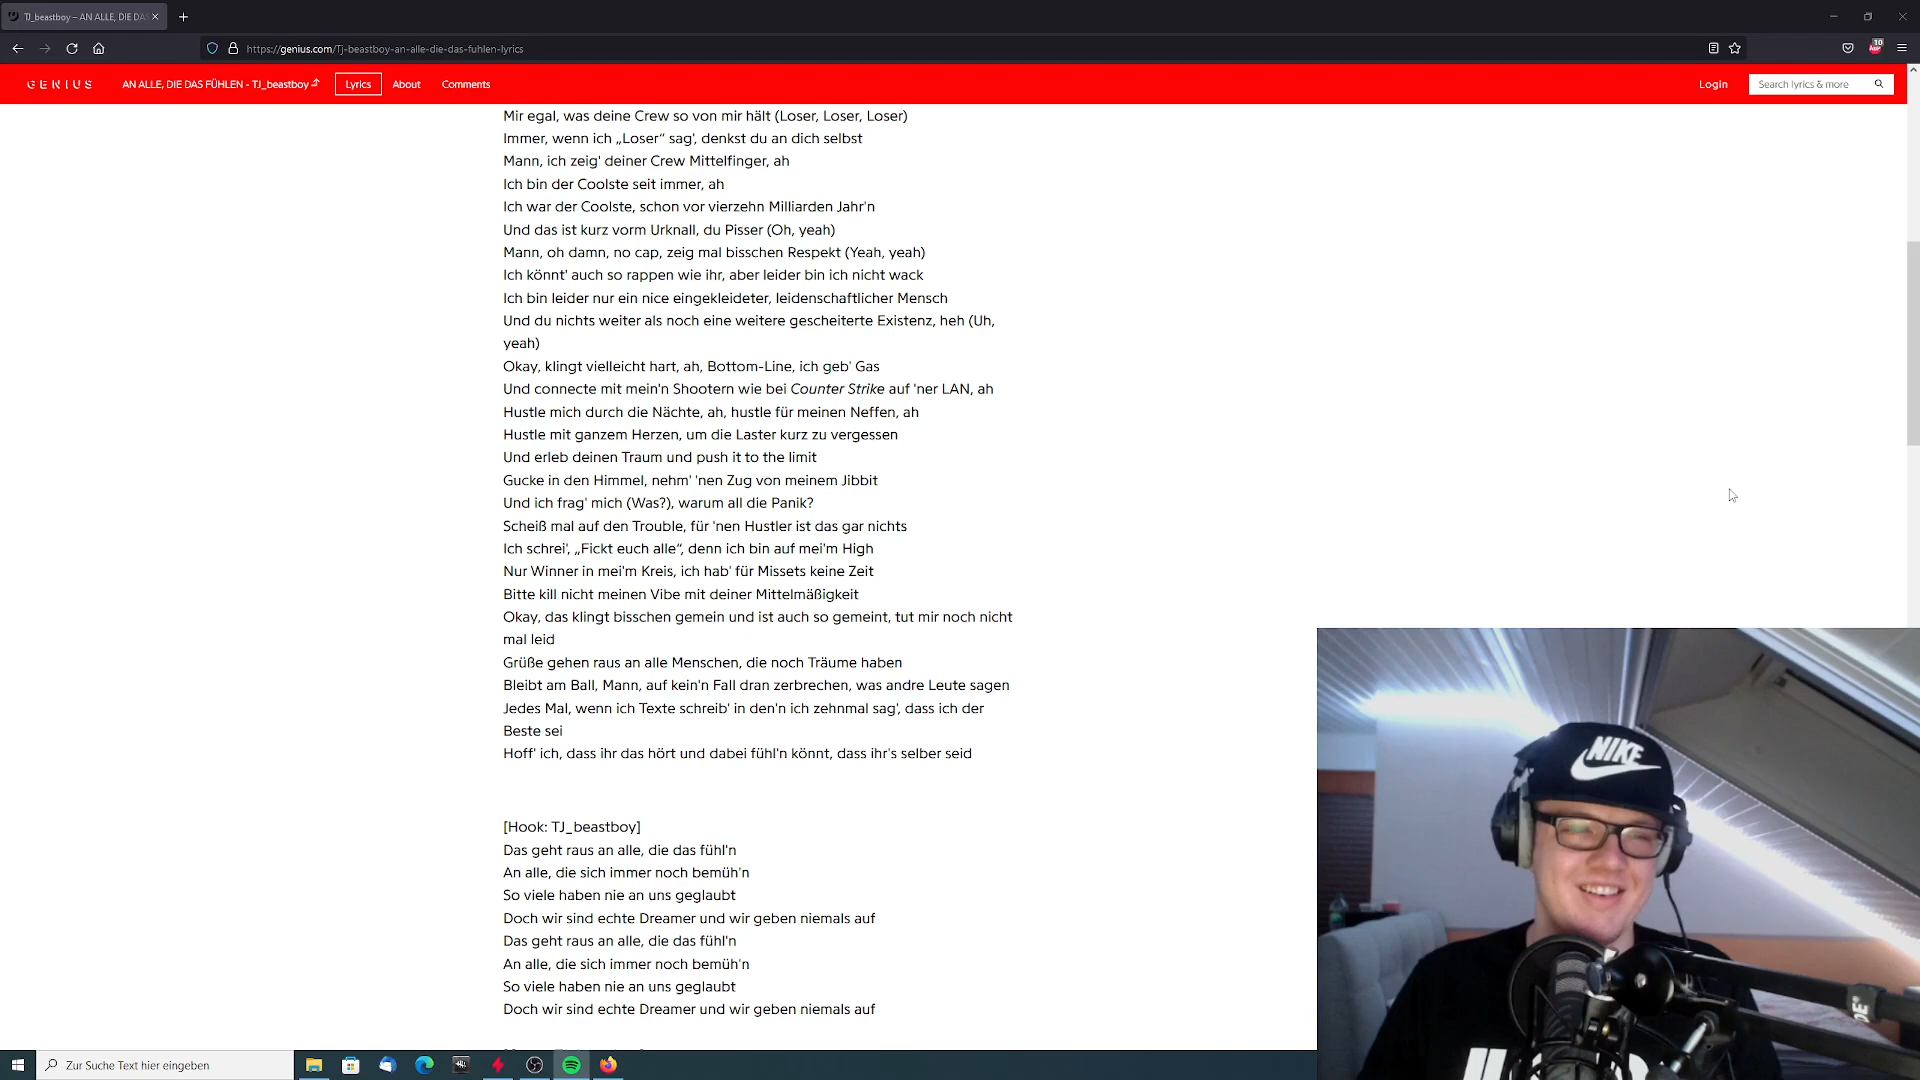 TJ_beastboy – AN ALLE, DIE DAS
https://genius.com/Tj-beastboy-an-alle-die-das-fuhlen-lyrics
10
GENIUS
AN ALLE, DIE DAS FÜHLEN - TJ_beastboy
Lyrics
About
Comments
Login
Search lyrics & more
Mir egal, was deine Crew so von mir hält (Loser, Loser, Loser)
Immer, wenn ich „Loser“ sag', denkst du an dich selbst
Mann, ich zeig' deiner Crew Mittelfinger, ah
Ich bin der Coolste seit immer, ah
Ich war der Coolste, schon vor vierzehn Milliarden Jahr'n
Und das ist kurz vorm Urknall, du Pisser (Oh, yeah)
Mann, oh damn, no cap, zeig mal bisschen Respekt (Yeah, yeah)
Ich könnt' auch so rappen wie ihr, aber leider bin ich nicht wack
Ich bin leider nur ein nice eingekleideter, leidenschaftlicher Mensch
Und du nichts weiter als noch eine weitere gescheiterte Existenz, heh (Uh,
yeah)
Okay, klingt vielleicht hart, ah, Bottom-Line, ich geb' Gas
Und connecte mit mein'n Shootern wie bei Counter Strike auf 'ner LAN, ah
Hustle mich durch die Nächte, ah, hustle für meinen Neffen, ah
Hustle mit ganzem Herzen, um die Laster kurz zu vergessen
Und erleb deinen Traum und push it to the limit
Gucke in den Himmel, nehm' 'nen Zug von meinem Jibbit
Und ich frag' mich (Was?), warum all die Panik?
Scheiß mal auf den Trouble, für 'nen Hustler ist das gar nichts
Ich schrei', „Fickt euch alle“, denn ich bin auf mei'm High
Nur Winner in mei'm Kreis, ich hab' für Missets keine Zeit
Bitte kill nicht meinen Vibe mit deiner Mittelmäßigkeit
Okay, das klingt bisschen gemein und ist auch so gemeint, tut mir noch nicht
mal leid
Grüße gehen raus an alle Menschen, die noch Träume haben
Bleibt am Ball, Mann, auf kein'n Fall dran zerbrechen, was andre Leute sagen
Jedes Mal, wenn ich Texte schreib' in den'n ich zehnmal sag', dass ich der
Beste sei
Hoff' ich, dass ihr das hört und dabei fühl'n könnt, dass ihr's selber seid
[Hook: TJ_beastboy]
Das geht raus an alle, die das fühl'n
An alle, die sich immer noch bemüh'n
So viele haben nie an uns geglaubt
Doch wir sind echte Dreamer und wir geben niemals auf
Das geht raus an alle, die das fühl'n
An alle, die sich immer noch bemüh'n
So viele haben nie an uns geglaubt
Doch wir sind echte Dreamer und wir geben niemals auf
NIKE
Zur Suche Text hier eingeben